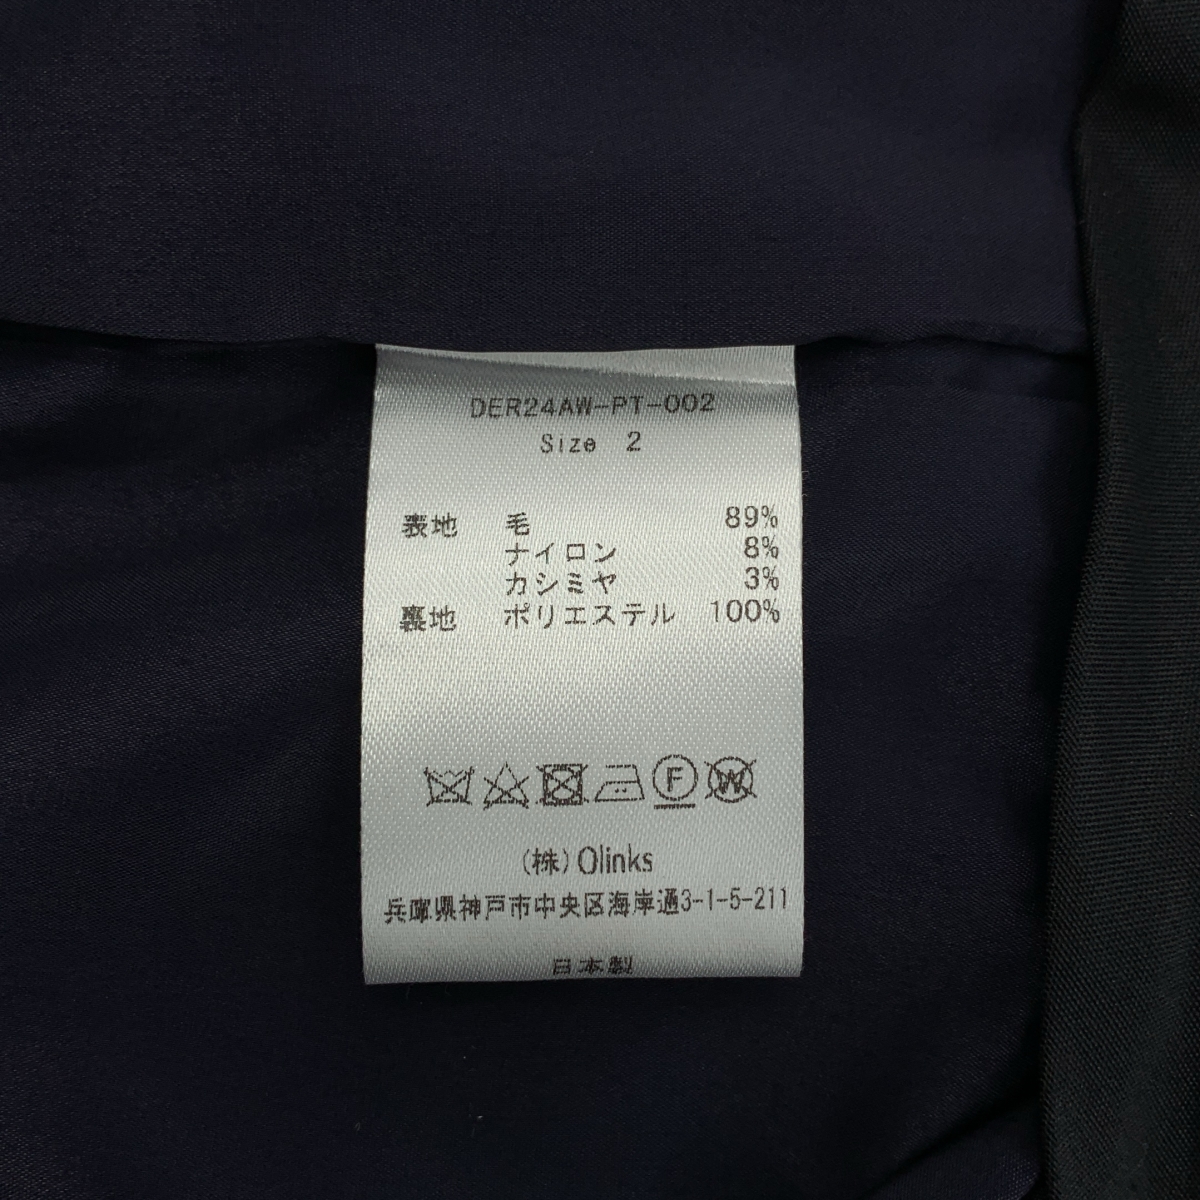 DER24AW-PT-002
Size 2
表地 毛 89%
ナイロン 8%
カシミヤ 3%
裏地 ポリエステル 100%
F W
(株)Olinks
兵庫県神戸市中央区海岸通3-1-5-211
日本製